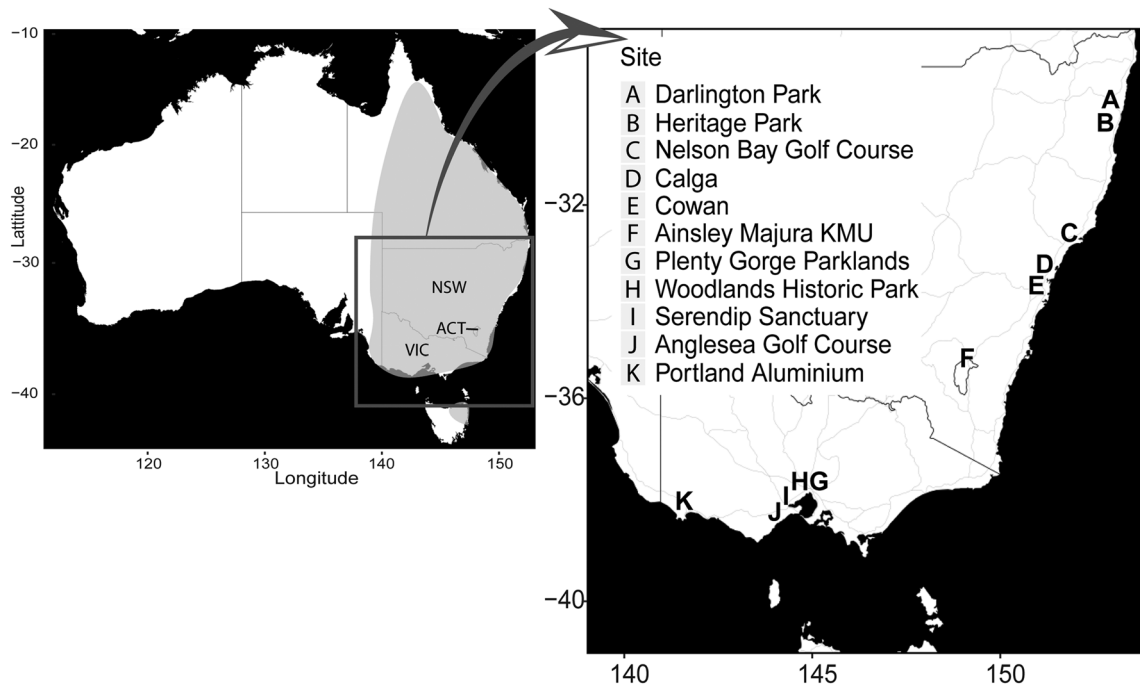 −10
−20
−30
−40
Lattitude
120
130
140
150
Longitude
NSW
ACT
VIC
Site
A Darlington Park
B Heritage Park
C Nelson Bay Golf Course
D Calga
E Cowan
F Ainsley Majura KMU
G Plenty Gorge Parklands
H Woodlands Historic Park
I Serendip Sanctuary
J Anglesea Golf Course
K Portland Aluminium
−32
−36
−40
A
B
C
D
E
F
HG
I
J
K
140
145
150